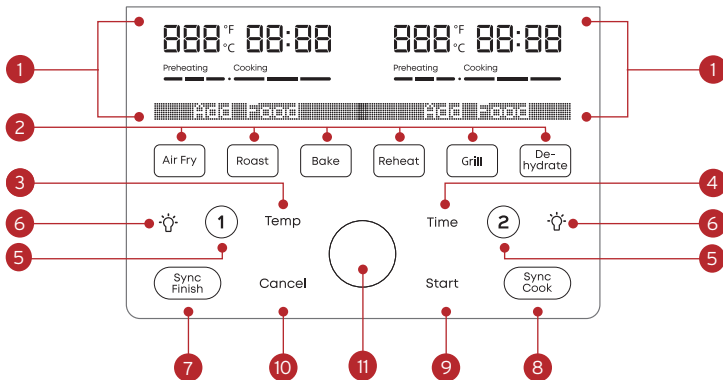 888°F °C 88:88 888°F °C 88:88
Preheating Cooking Preheating Cooking
1 1
Add Food Add Food
2
Air Fry Roast Bake Reheat Grill De-
hydrate
3 4
Temp Time
6 1 2 6
5 5
Sync
Finish Cancel Start Sync
Cook
7 10 11 9 8